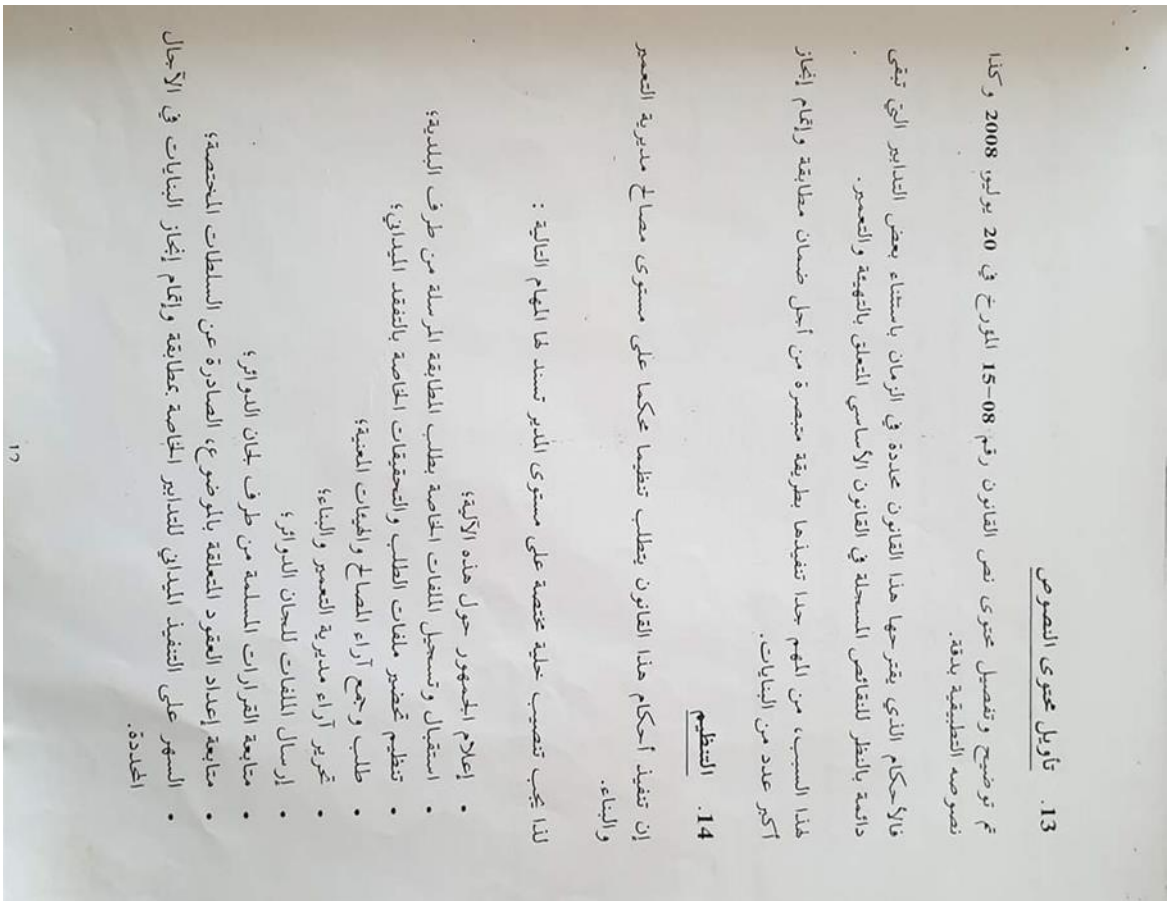 13. تأويل محتوى النصوص
تم توضيح وتفصيل محتوى نص القانون رقم 08-15 المؤرخ في 20 يوليو 2008 وكذا
نصوصه التطبيقية بدقة.
فالأحكام الذي يقترحها هذا القانون محددة في الزمان باستثناء بعض التدابير التي تبقى
دائمة بالنظر للنقائص المسجلة في القانون الأساسي المتعلق بالتهيئة والتعمير.
لهذا السبب، من المهم جدا تنفيذها بطريقة متبصرة من أجل ضمان مطابقة وإتمام إنجاز
أكبر عدد من البنايات.
14. التنظيم
إن تنفيذ أحكام هذا القانون يتطلب تنظيما محكما على مستوى مصالح مديرية التعمير
والبناء.
لذا يجب تنصيب خلية مختصة على مستوى المدير تسند لها المهام التالية :
• إعلام الجمهور حول هذه الآلية؛
• استقبال وتسجيل الملفات الخاصة بطلب المطابقة المرسلة من طرف البلدية؛
• تنظيم تحضير ملفات الطلب والتحقيقات الخاصة بالتفقد الميداني؛
• طلب وجمع آراء المصالح والهيئات المعنية؛
• تحرير آراء مديرية التعمير والبناء؛
• إرسال الملفات للجان الدوائر؛
• متابعة القرارات المسلمة من طرف لجان الدوائر؛
• متابعة إعداد العقود المتعلقة بالموضوع، الصادرة عن السلطات المختصة؛
• السهر على التنفيذ الميداني للتدابير الخاصة بمطابقة وإتمام إنجاز البنايات في الآجال
المحددة.